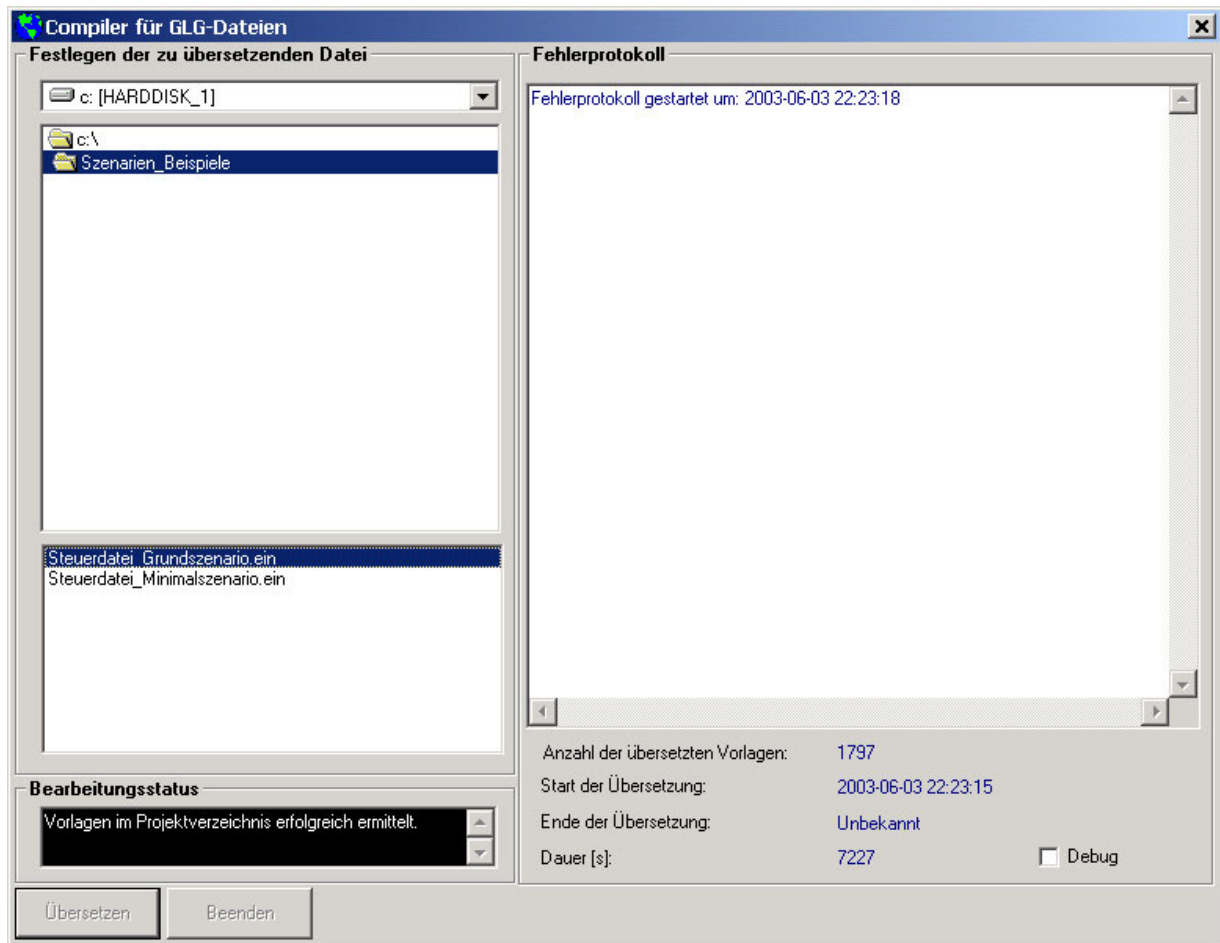 Compiler für GLG-Dateien
Festlegen der zu übersetzenden Datei
c: [HARDDISK_1]
c:\
Szenarien_Beispiele
Steuerdatei_Grundszenario.ein
Steuerdatei_Minimalszenario.ein
Bearbeitungsstatus
Vorlagen im Projektverzeichnis erfolgreich ermittelt.
Übersetzen
Beenden
Fehlerprotokoll
Fehlerprotokoll gestartet um: 2003-06-03 22:23:18
Anzahl der übersetzten Vorlagen: 1797
Start der Übersetzung: 2003-06-03 22:23:15
Ende der Übersetzung: Unbekannt
Dauer [s]: 7227
Debug